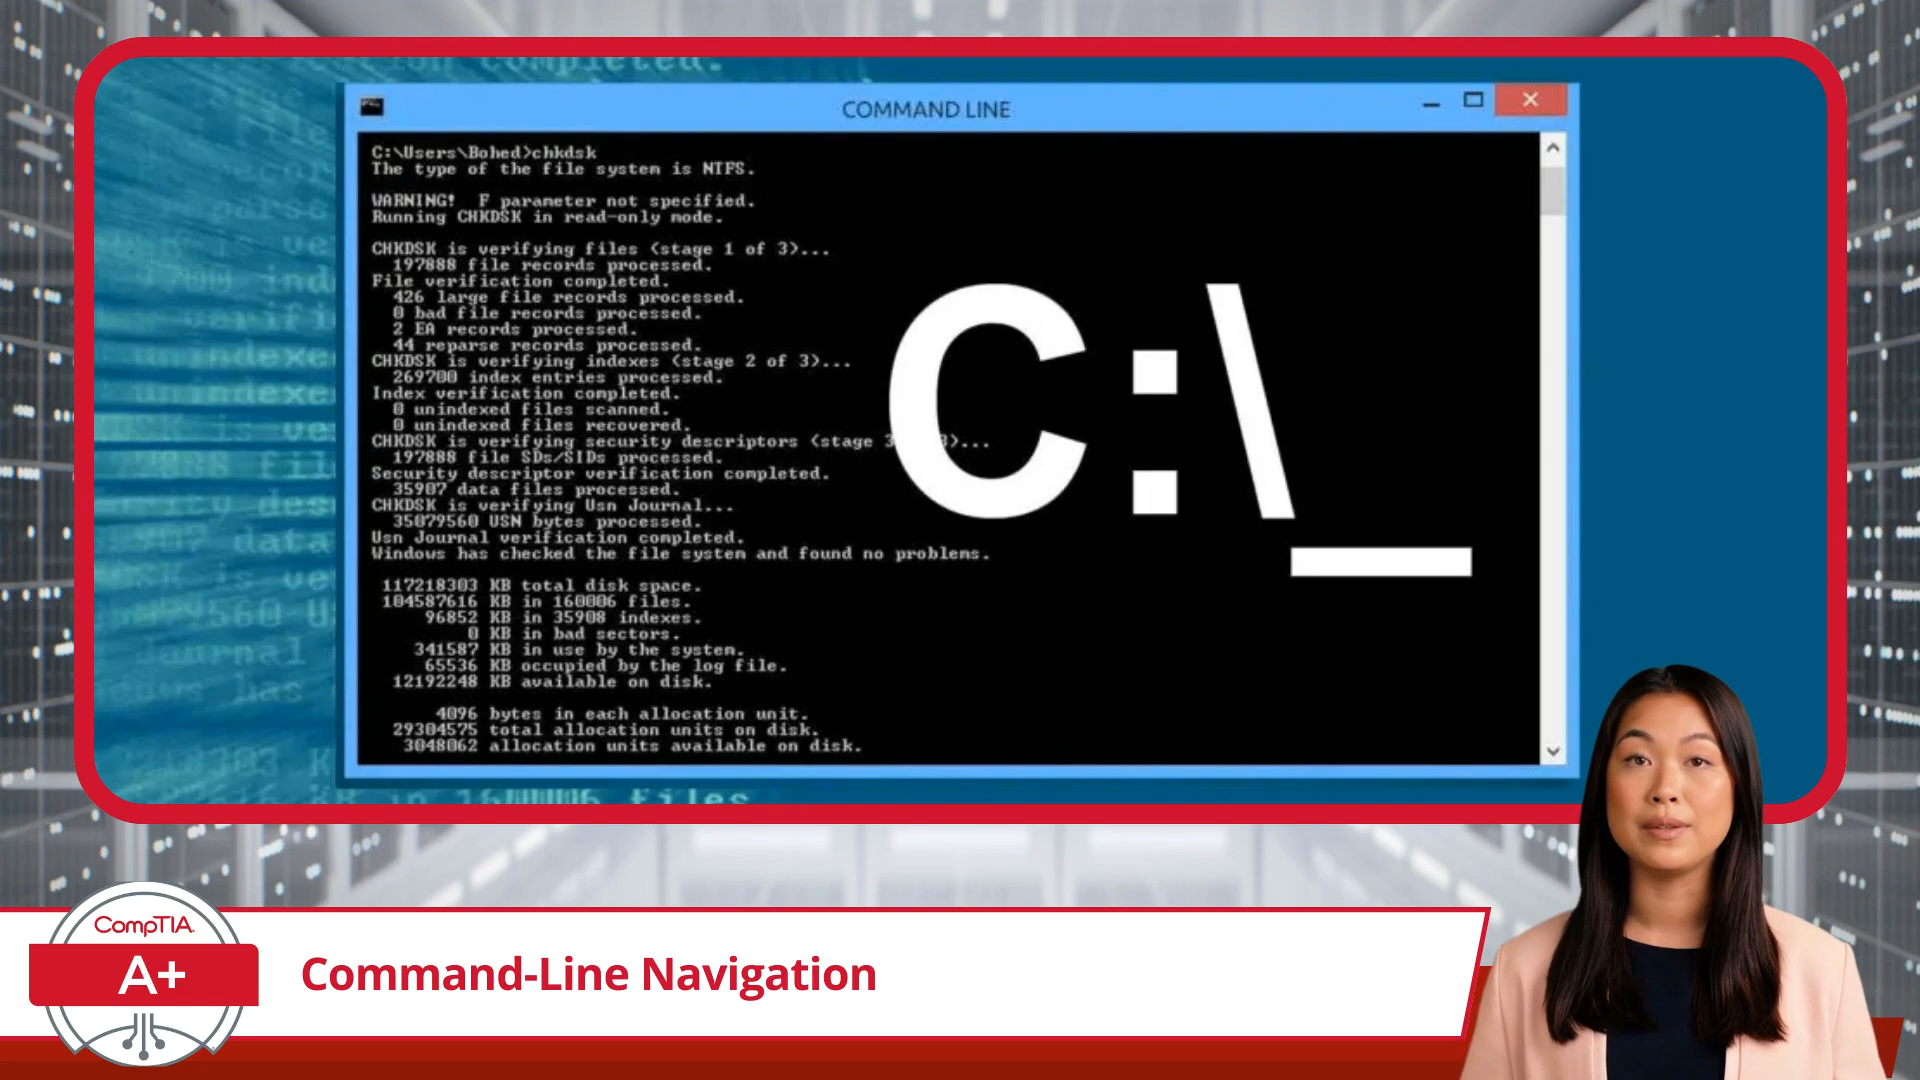 COMMAND LINE
C:\Users\Bohed>chkdsk
The type of the file system is NTFS.
WARNING!  F parameter not specified.
Running CHKDSK in read-only mode.
CHKDSK is verifying files (stage 1 of 3)...
197888 file records processed.
File verification completed.
426 large file records processed.
0 bad file records processed.
2 EA records processed.
44 reparse records processed.
CHKDSK is verifying indexes (stage 2 of 3)...
269700 index entries processed.
Index verification completed.
0 unindexed files scanned.
0 unindexed files recovered.
CHKDSK is verifying security descriptors (stage 3 3)...
197888 file SDs/SIDs processed.
Security descriptor verification completed.
35907 data files processed.
CHKDSK is verifying Usn Journal...
35079560 USN bytes processed.
Usn Journal verification completed.
Windows has checked the file system and found no problems.
117218303 KB total disk space.
104587616 KB in 160006 files.
96852 KB in 35908 indexes.
0 KB in bad sectors.
341587 KB in use by the system.
65536 KB occupied by the log file.
12192248 KB available on disk.
4096 bytes in each allocation unit.
29304575 total allocation units on disk.
3048062 allocation units available on disk.
C:\_
CompTIA
A+
Command-Line Navigation